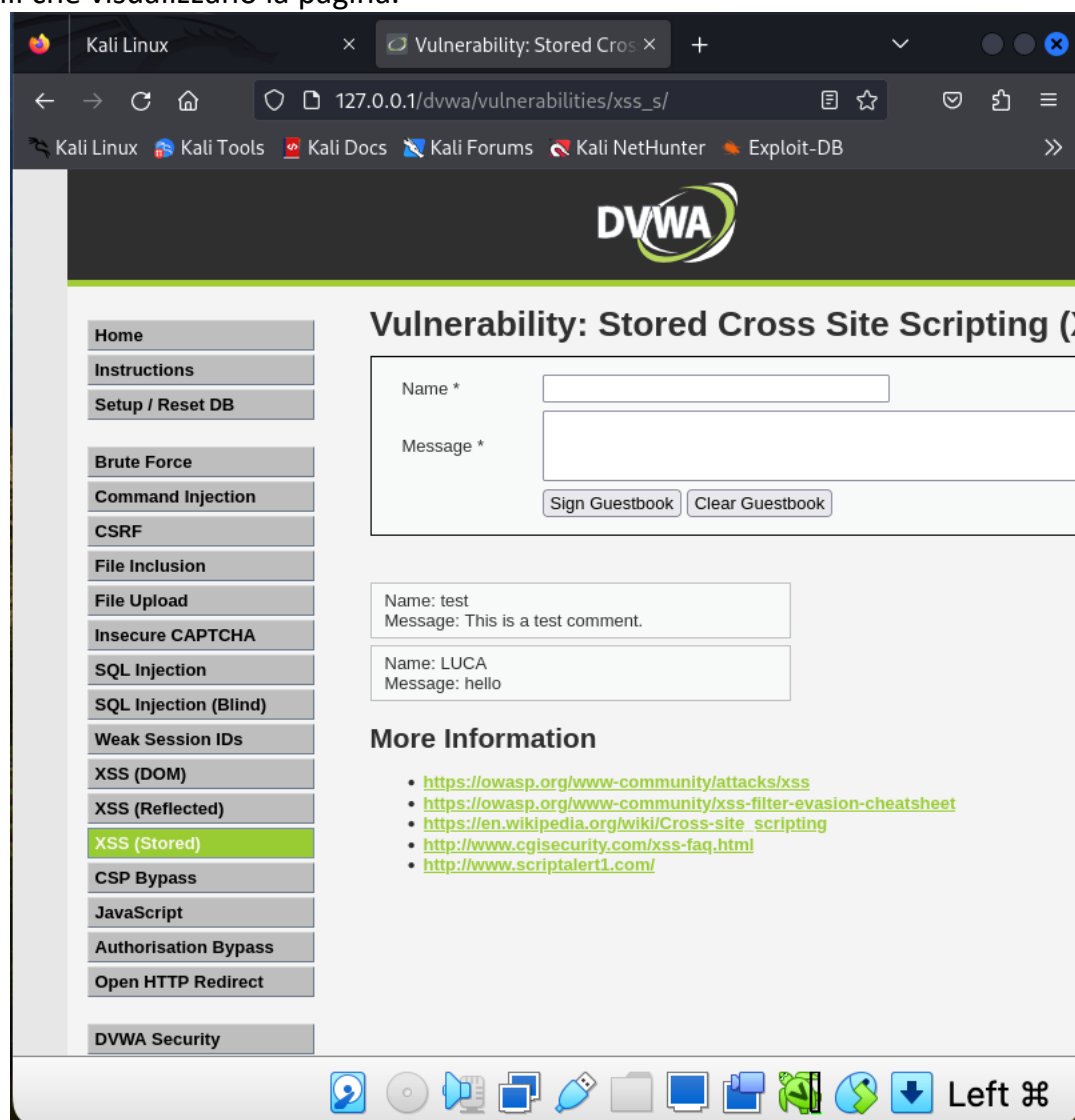 che visualizzano la pagina.
Kali Linux
Vulnerability: Stored Cros
127.0.0.1/dvwa/vulnerabilities/xss_s/
Kali Linux Kali Tools Kali Docs Kali Forums Kali NetHunter Exploit-DB
DVWA
Vulnerability: Stored Cross Site Scripting (
Home
Instructions
Setup / Reset DB
Brute Force
Command Injection
CSRF
File Inclusion
File Upload
Insecure CAPTCHA
SQL Injection
SQL Injection (Blind)
Weak Session IDs
XSS (DOM)
XSS (Reflected)
XSS (Stored)
CSP Bypass
JavaScript
Authorisation Bypass
Open HTTP Redirect
DVWA Security
Name *
Message *
Sign Guestbook Clear Guestbook
Name: test
Message: This is a test comment.
Name: LUCA
Message: hello
More Information
https://owasp.org/www-community/attacks/xss
https://owasp.org/www-community/xss-filter-evasion-cheatsheet
https://en.wikipedia.org/wiki/Cross-site_scripting
http://www.cgisecurity.com/xss-faq.html
http://www.scriptalert1.com/
Left ⌘